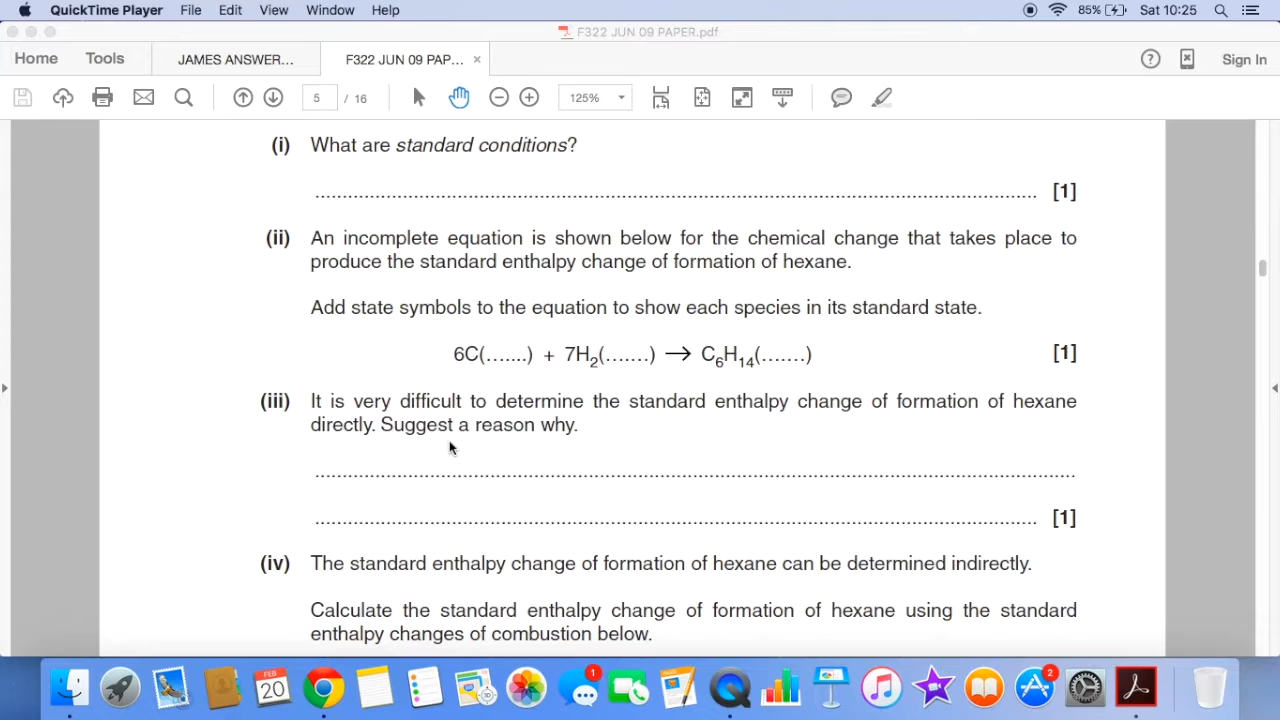 QuickTime Player File Edit View Window Help 85% Sat 10:25
F322 JUN 09 PAPER.pdf
Home Tools JAMES ANSWER... F322 JUN 09 PAP... × Sign In
5 / 16 125%
(i) What are standard conditions?
.......................................................................................................................................... [1]
(ii) An incomplete equation is shown below for the chemical change that takes place to
produce the standard enthalpy change of formation of hexane.
Add state symbols to the equation to show each species in its standard state.
6C(…....) + 7H₂(…….) → C₆H₁₄(…….) [1]
(iii) It is very difficult to determine the standard enthalpy change of formation of hexane
directly. Suggest a reason why.
..........................................................................................................................................
.......................................................................................................................................... [1]
(iv) The standard enthalpy change of formation of hexane can be determined indirectly.
Calculate the standard enthalpy change of formation of hexane using the standard
enthalpy changes of combustion below.
FEB
20
1
2